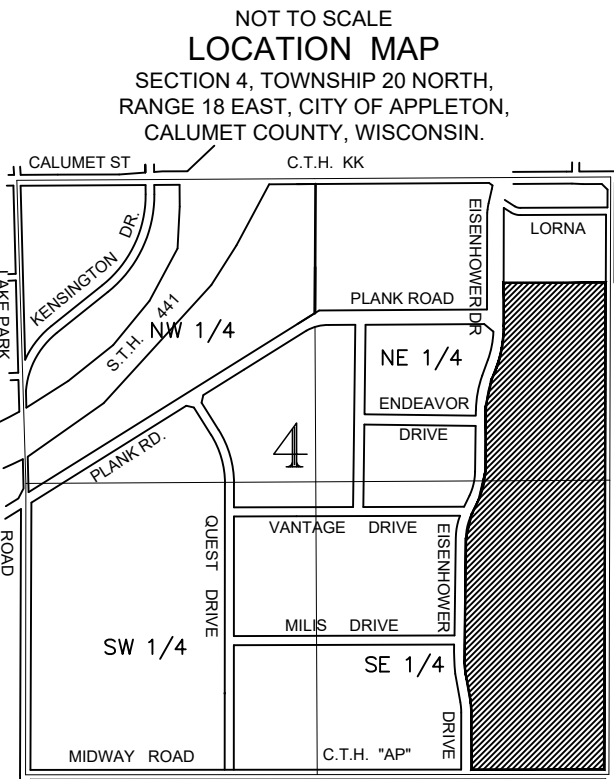 NOT TO SCALE
LOCATION MAP
SECTION 4, TOWNSHIP 20 NORTH,
RANGE 18 EAST, CITY OF APPLETON,
CALUMET COUNTY, WISCONSIN.
CALUMET ST
C.T.H. KK
KENSINGTON DR.
EISENHOWER DR
LORNA
LAKE PARK
S.T.H. 441
PLANK ROAD
NW 1/4
NE 1/4
ENDEAVOR
DRIVE
PLANK RD.
4
ROAD
QUEST DRIVE
VANTAGE DRIVE
EISENHOWER
MILIS DRIVE
SW 1/4
SE 1/4
DRIVE
MIDWAY ROAD
C.T.H. "AP"